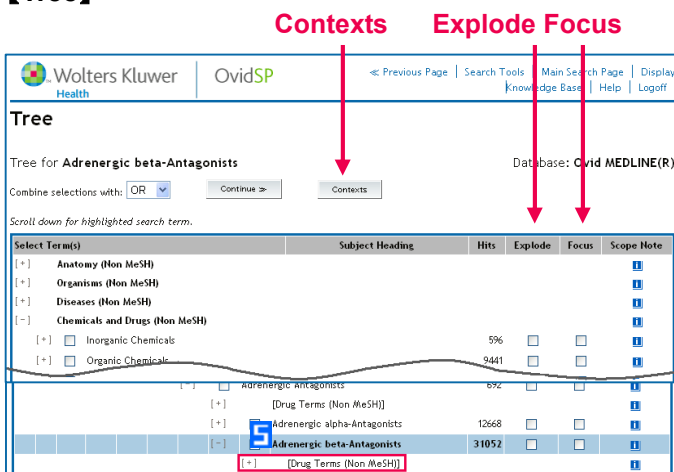 【Tree】
Contexts Explode Focus
Wolters Kluwer OvidSP
Health
≪ Previous Page | Search Tools | Main Search Page | Display
Knowledge Base | Help | Logoff
Tree
Tree for Adrenergic beta-Antagonists Database: Ovid MEDLINE(R)
Combine selections with: OR Continue ≫ Contexts
Scroll down for highlighted search term.
Select Term(s) Subject Heading Hits Explode Focus Scope Note
[+] Anatomy (Non MeSH) i
[+] Organisms (Non MeSH) i
[+] Diseases (Non MeSH) i
[-] Chemicals and Drugs (Non MeSH) i
[+] Inorganic Chemicals 596 i
[+] Organic Chemicals 9441 i
[-] Adrenergic Antagonists 692 i
[+] [Drug Terms (Non MeSH)] i
[+] Adrenergic alpha-Antagonists 12668 i
[-] 5 Adrenergic beta-Antagonists 31052 i
[+] [Drug Terms (Non MeSH)] i